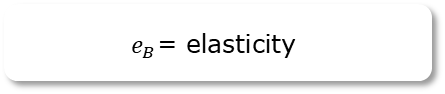 e_B = elasticity